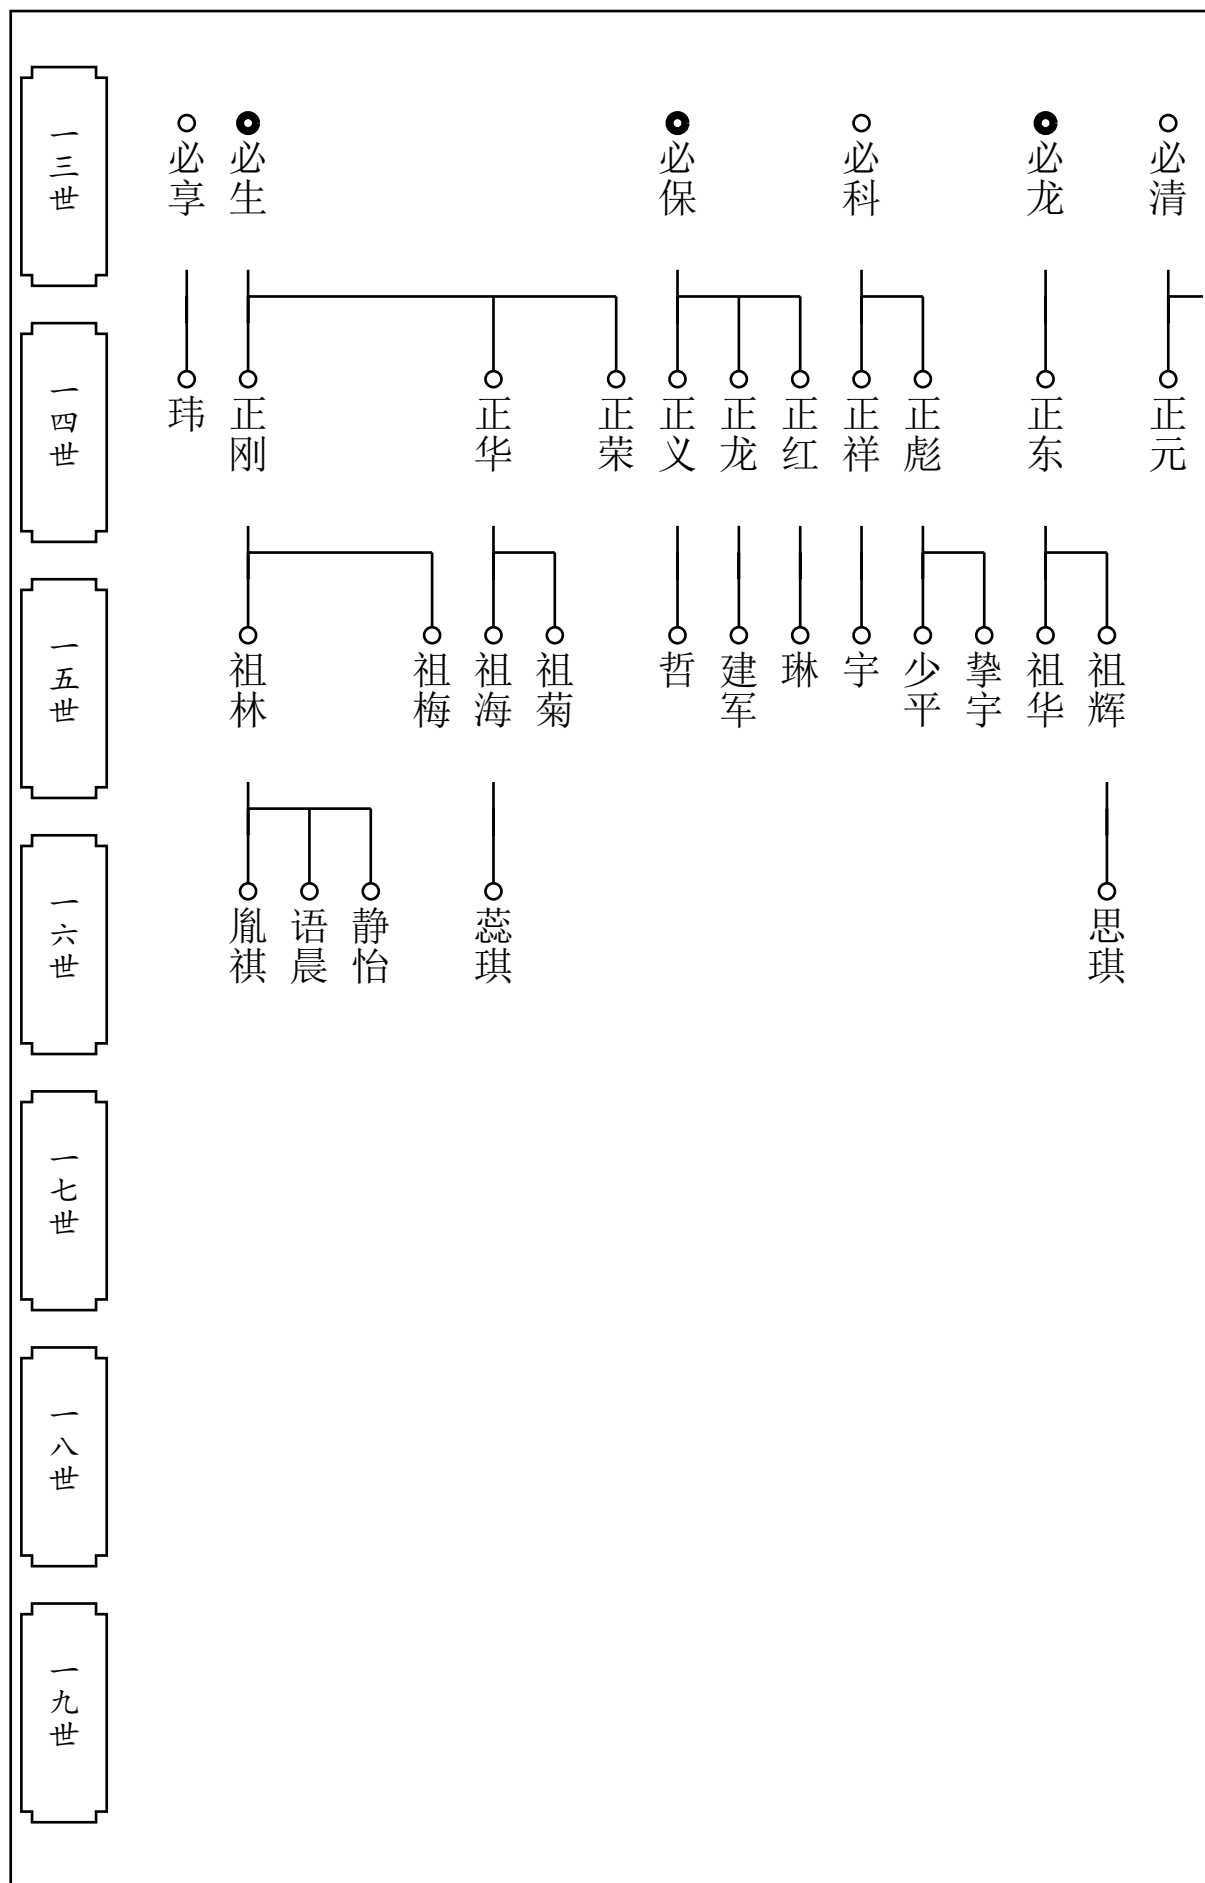 一三世
必享
必生
必保
必科
必龙
必清
一四世
玮
正刚
正华
正荣
正义
正龙
正红
正祥
正彪
正东
正元
一五世
祖林
祖梅
祖海
祖菊
哲
建军
琳
宇
少平
挚宇
祖华
祖辉
一六世
胤祺
语晨
静怡
蕊琪
思琪
一七世
一八世
一九世